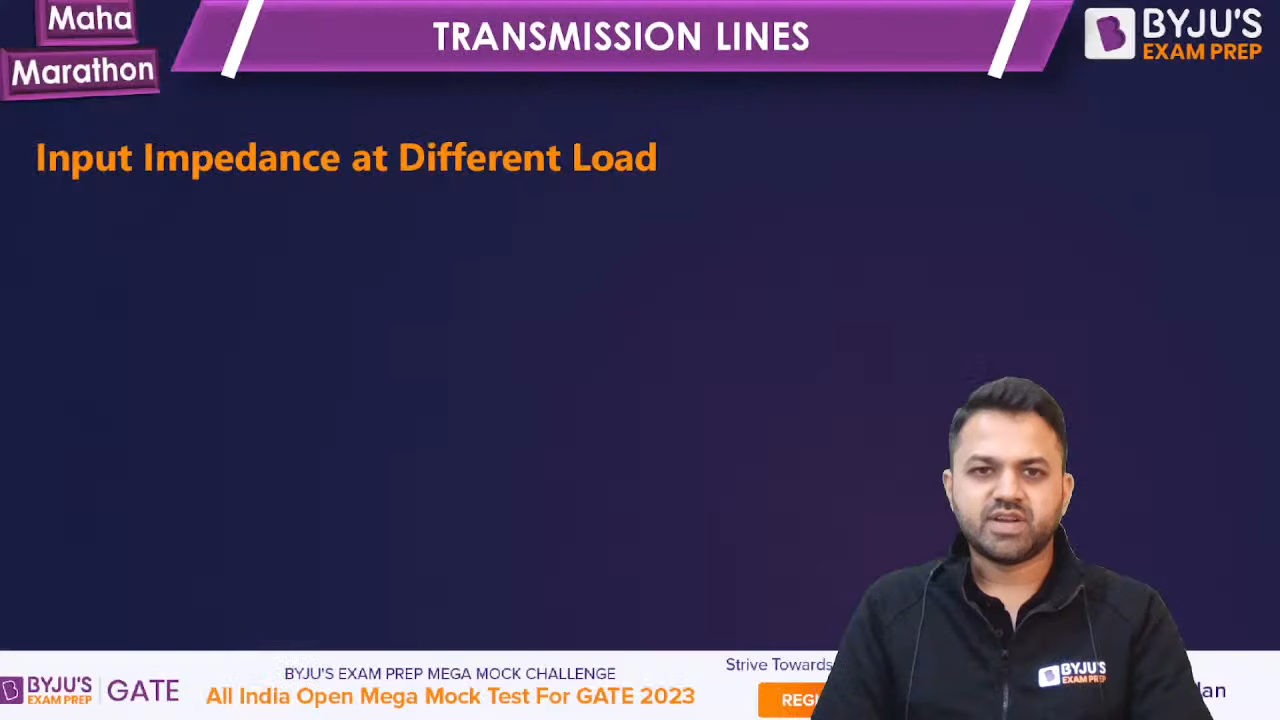 Maha
Marathon
TRANSMISSION LINES
BYJU'S
EXAM PREP
Input Impedance at Different Load
BYJU'S
EXAM PREP
GATE
BYJU'S EXAM PREP MEGA MOCK CHALLENGE
All India Open Mega Mock Test For GATE 2023
Strive Towards
BYJU'S
EXAM PREP